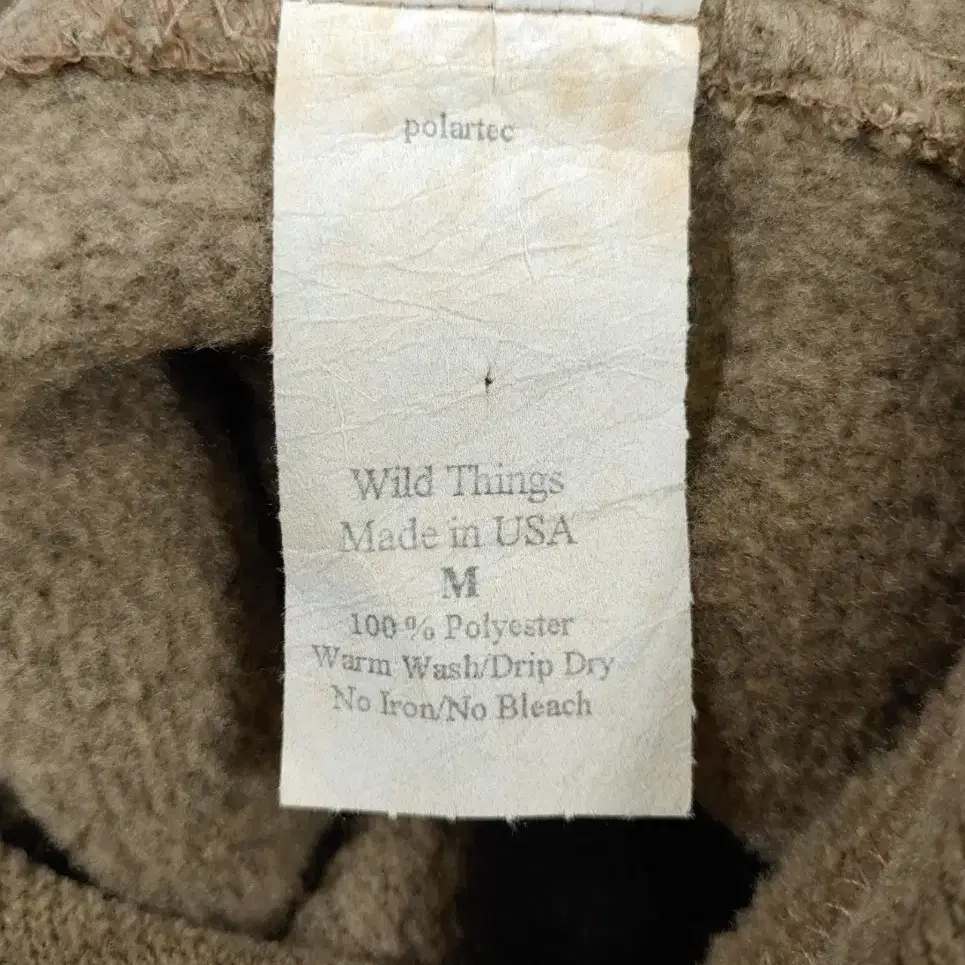 polartec
Wild Things
Made in USA
M
100 % Polyester
Warm Wash/Drip Dry
No Iron/No Bleach